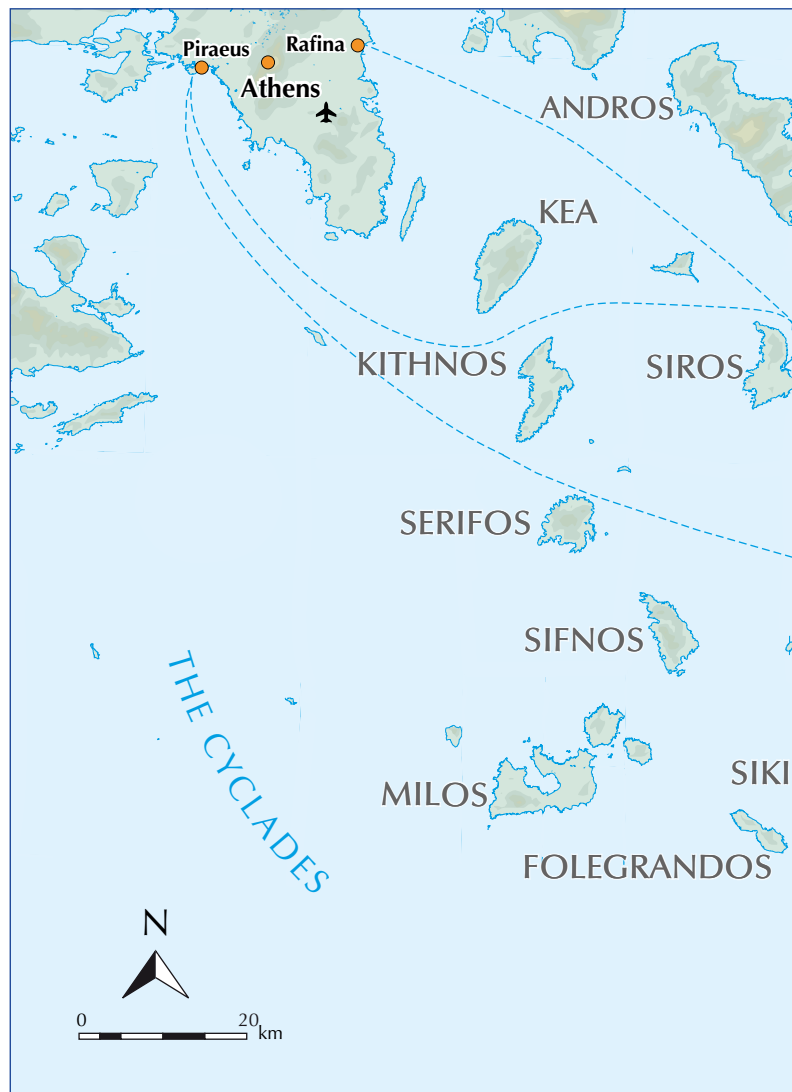 Piraeus
Rafina
Athens
ANDROS
KEA
KITHNOS
SIROS
SERIFOS
SIFNOS
THE CYCLADES
MILOS
SIKI
FOLEGRANDOS
N
0 20
km